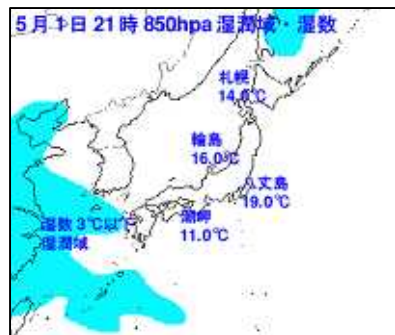 5月1日21時 850hpa 湿潤域・湿数
札幌
14.0℃
輪島
16.0℃
八丈島
19.0℃
潮岬
11.0℃
湿数 3℃以下
湿潤域